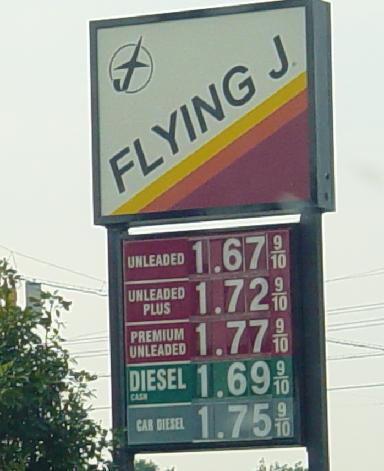 FLYING J.
UNLEADED 1.67 9/10
UNLEADED PLUS 1.72 9/10
PREMIUM UNLEADED 1.77 9/10
DIESEL CASH 1.69 9/10
CAR DIESEL 1.75 9/10